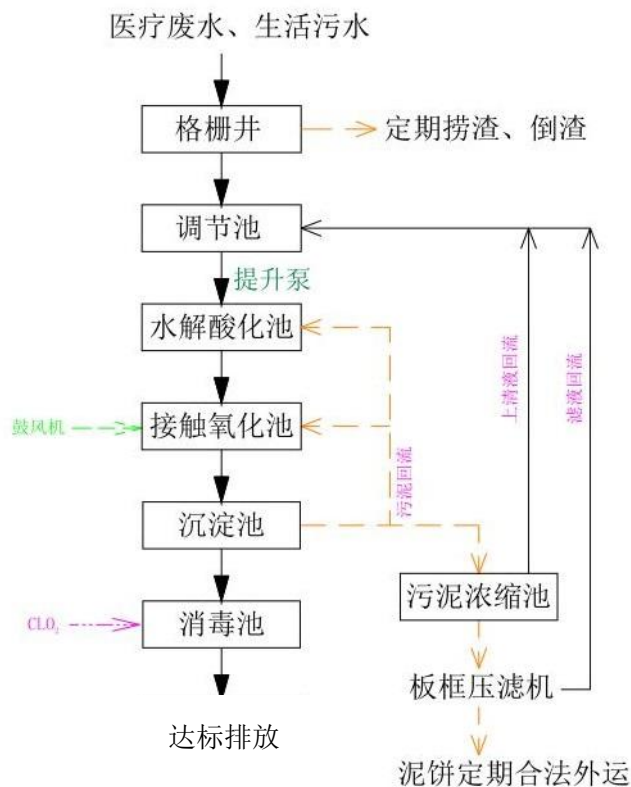 医疗废水、生活污水
格栅井
定期捞渣、倒渣
调节池
提升泵
水解酸化池
上清液回流
滤液回流
鼓风机
接触氧化池
污泥回流
沉淀池
污泥浓缩池
CLO₂
消毒池
板框压滤机
达标排放
泥饼定期合法外运